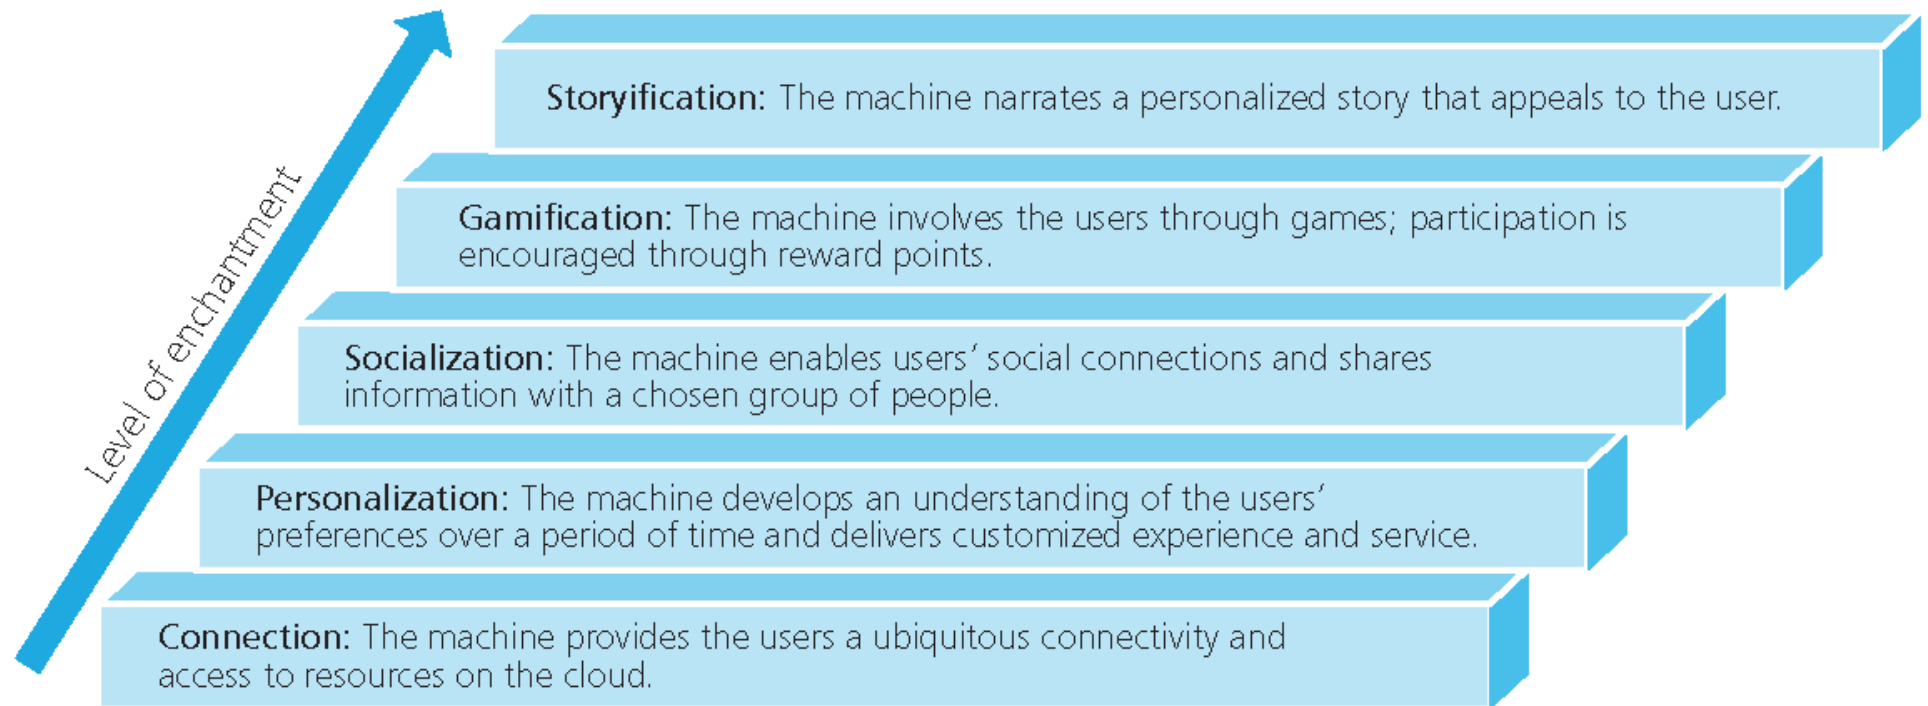 Level of enchantment
Storyification: The machine narrates a personalized story that appeals to the user.
Gamification: The machine involves the users through games; participation is
encouraged through reward points.
Socialization: The machine enables users’ social connections and shares
information with a chosen group of people.
Personalization: The machine develops an understanding of the users’
preferences over a period of time and delivers customized experience and service.
Connection: The machine provides the users a ubiquitous connectivity and
access to resources on the cloud.